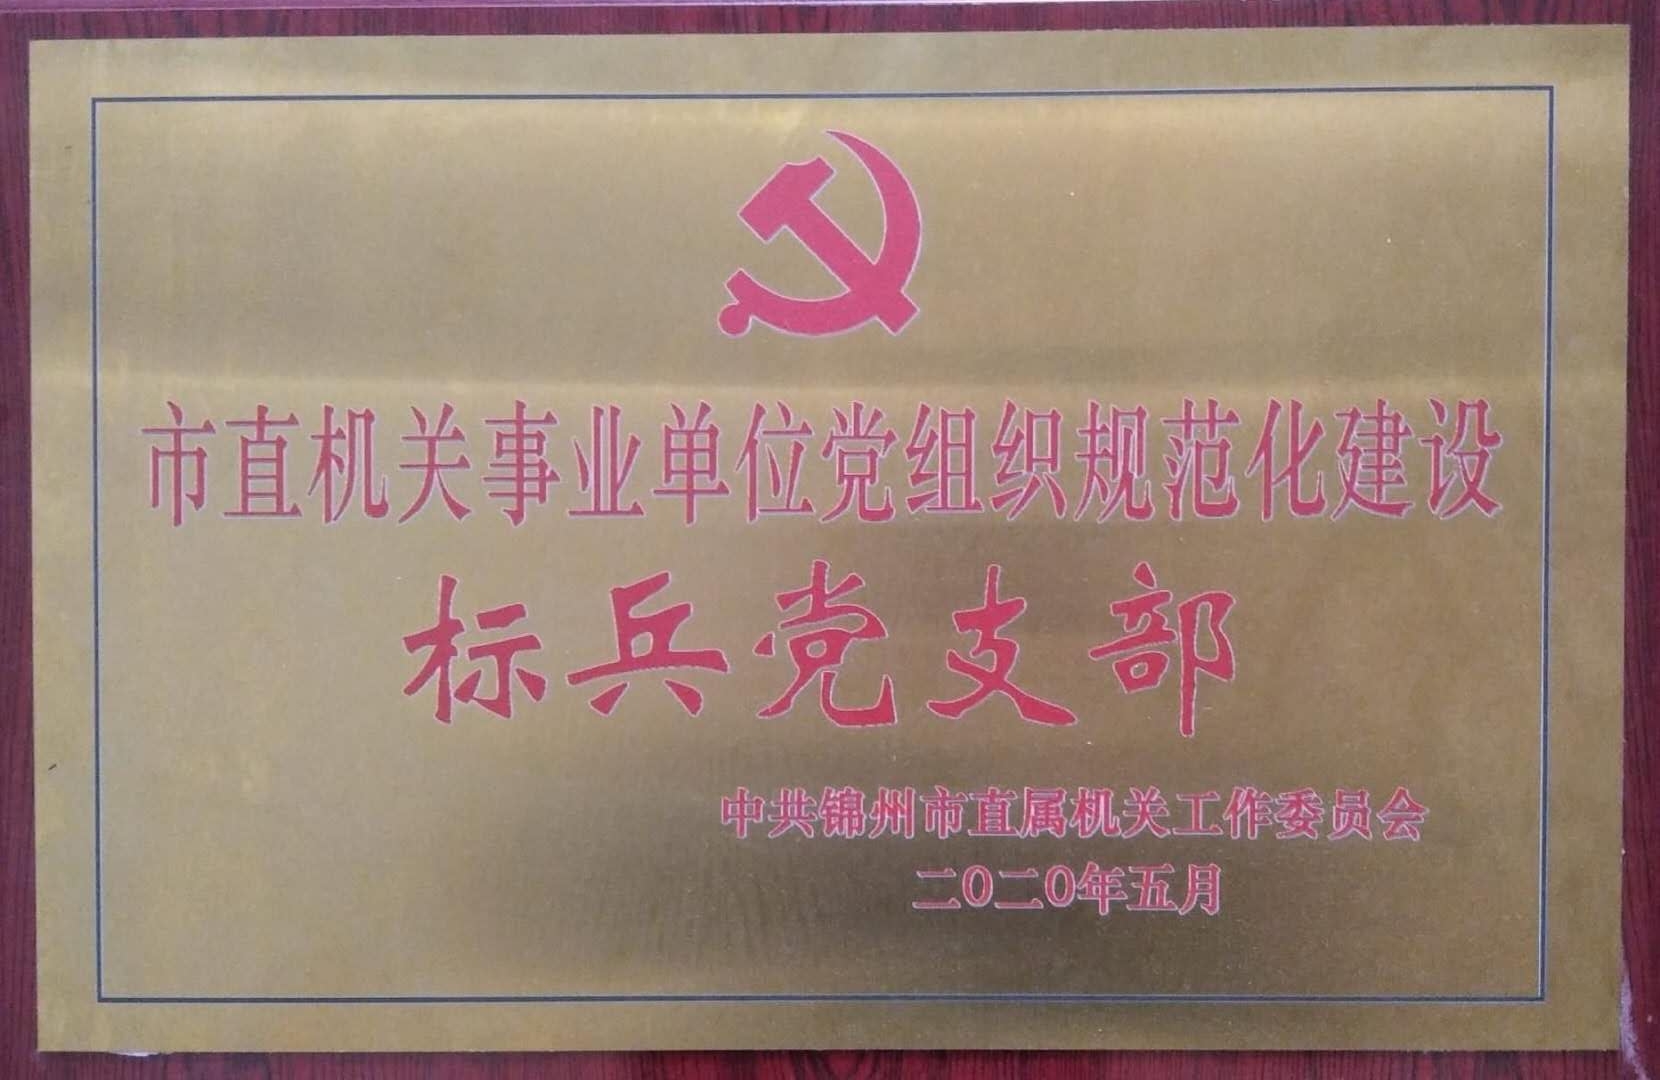 市直机关事业单位党组织规范化建设
标兵党支部
中共锦州市直属机关工作委员会
二〇二〇年五月